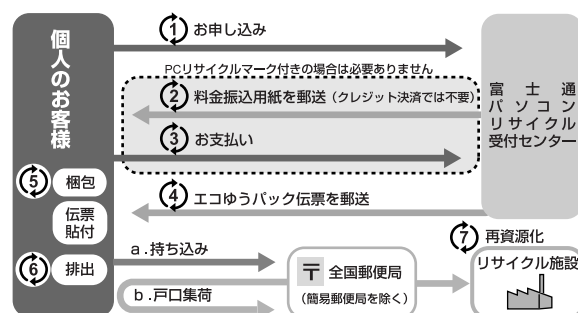 個人のお客様
① お申し込み
PCリサイクルマーク付きの場合は必要ありません
② 料金振込用紙を郵送（クレジット決済では不要）
③ お支払い
富士通
パソコン
リサイクル
受付センター
④ エコゆうパック伝票を郵送
⑤ 梱包
伝票
貼付
⑥ 排出
a.持ち込み
b.戸口集荷
〒 全国郵便局
（簡易郵便局を除く）
⑦ 再資源化
リサイクル施設